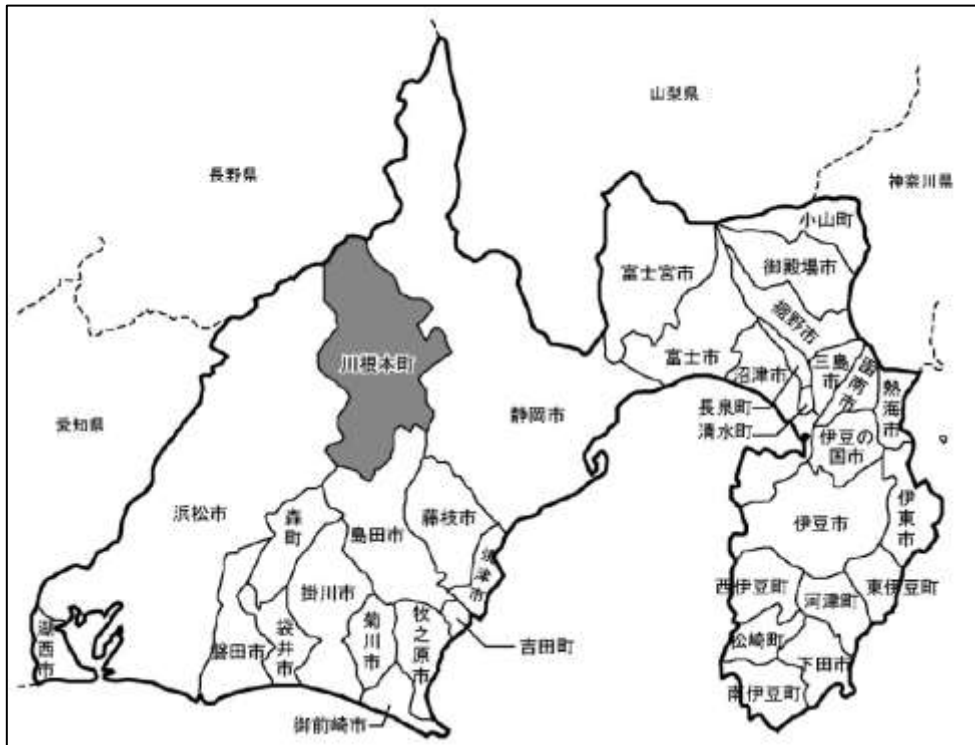 山梨県
長野県
神奈川県
小山町
御殿場市
富士宮市
裾野市
富士市
沼津市
三島市
函南市
熱海市
川根本町
長泉町
清水町
静岡市
愛知県
伊豆の国市
浜松市
森町
島田市
藤枝市
焼津市
伊豆市
伊東市
掛川市
西伊豆町
河津町
東伊豆町
湖西市
磐田市
袋井市
菊川市
牧之原市
吉田町
松崎町
下田市
南伊豆町
御前崎市